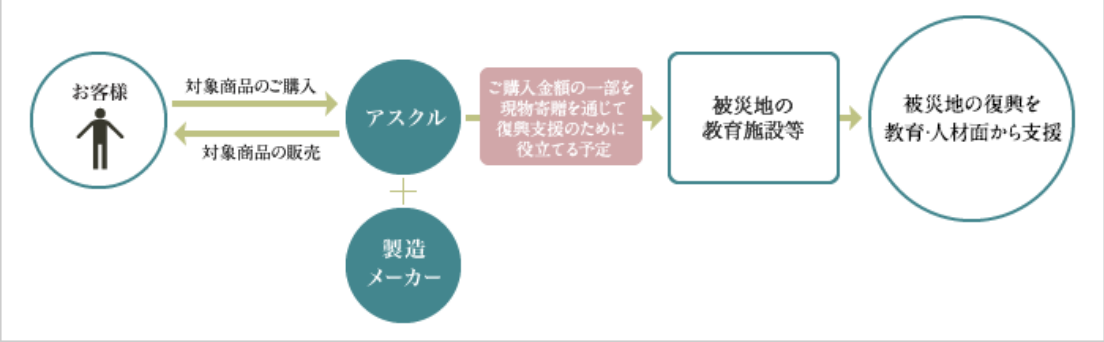 お客様
対象商品のご購入
対象商品の販売
アスクル
製造
メーカー
ご購入金額の一部を
現物寄贈を通じて
復興支援のために
役立てる予定
被災地の
教育施設等
被災地の復興を
教育・人材面から支援